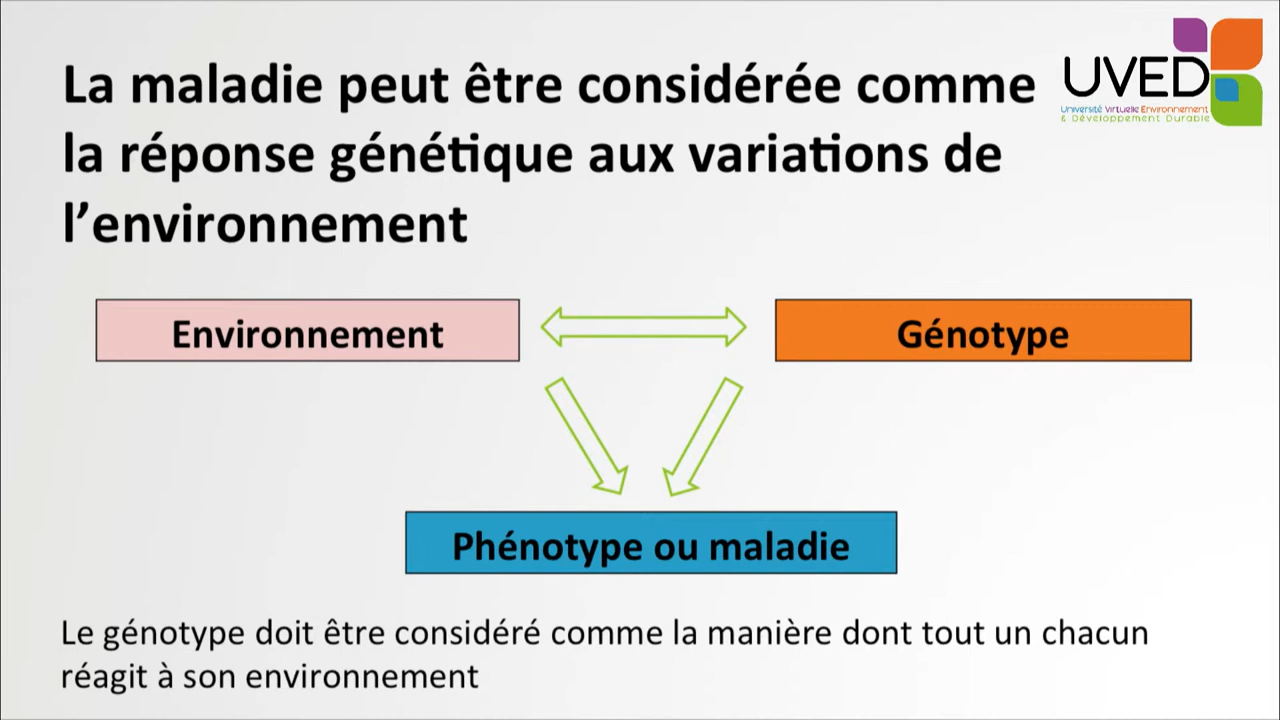 La maladie peut être considérée comme
la réponse génétique aux variations de
l’environnement
UVED
Université Virtuelle Environnement
& Développement Durable
Environnement
Génotype
Phénotype ou maladie
Le génotype doit être considéré comme la manière dont tout un chacun
réagit à son environnement